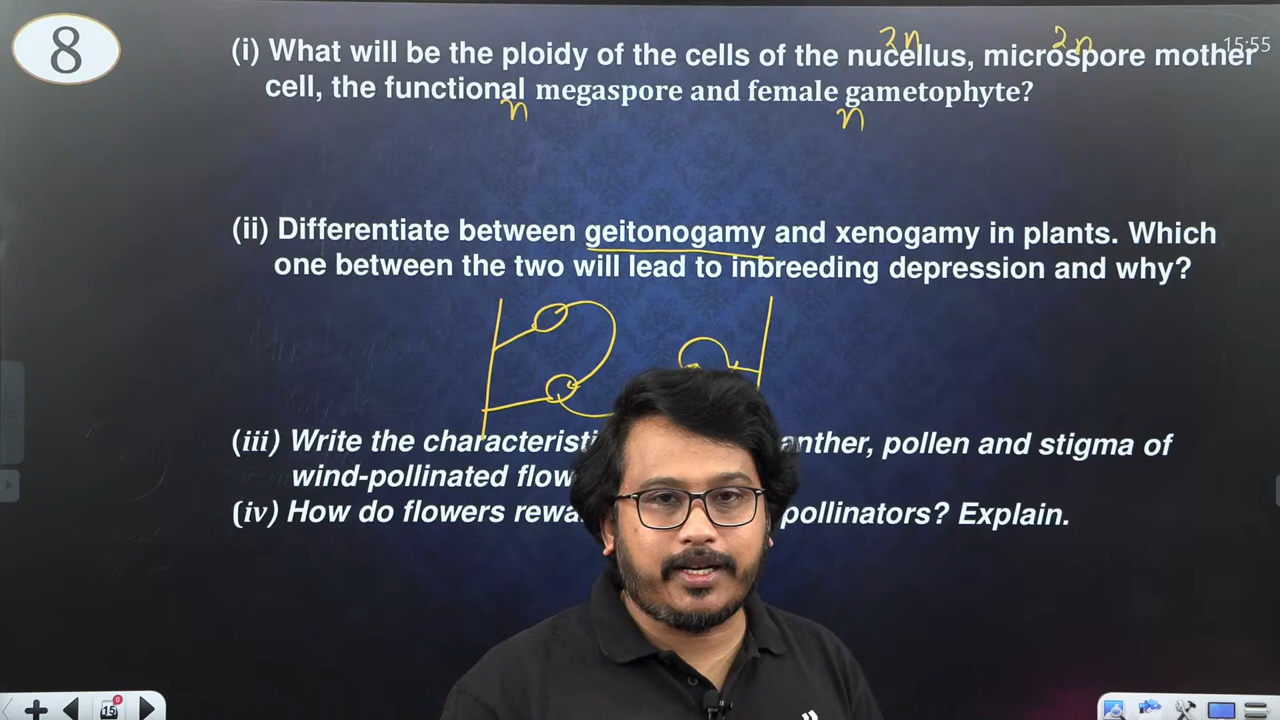 8
2n 2n 15:55
(i) What will be the ploidy of the cells of the nucellus, microspore mother
cell, the functional megaspore and female gametophyte?
n n
(ii) Differentiate between geitonogamy and xenogamy in plants. Which
one between the two will lead to inbreeding depression and why?
(iii) Write the characteristi anther, pollen and stigma of
wind-pollinated flow
(iv) How do flowers rewa pollinators? Explain.
15 0